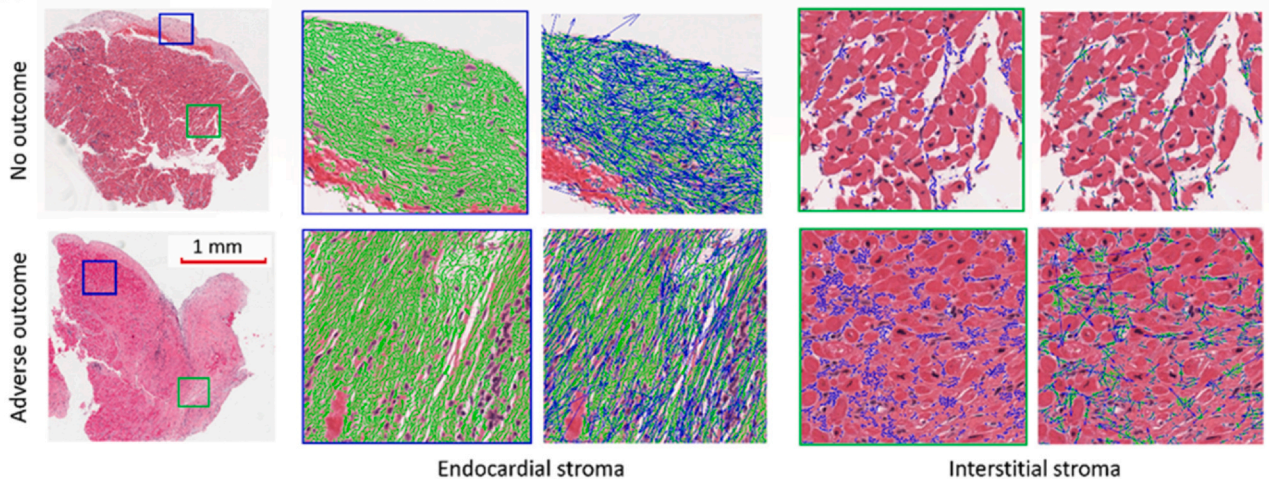 No outcome
Adverse outcome
1 mm
Endocardial stroma
Interstitial stroma